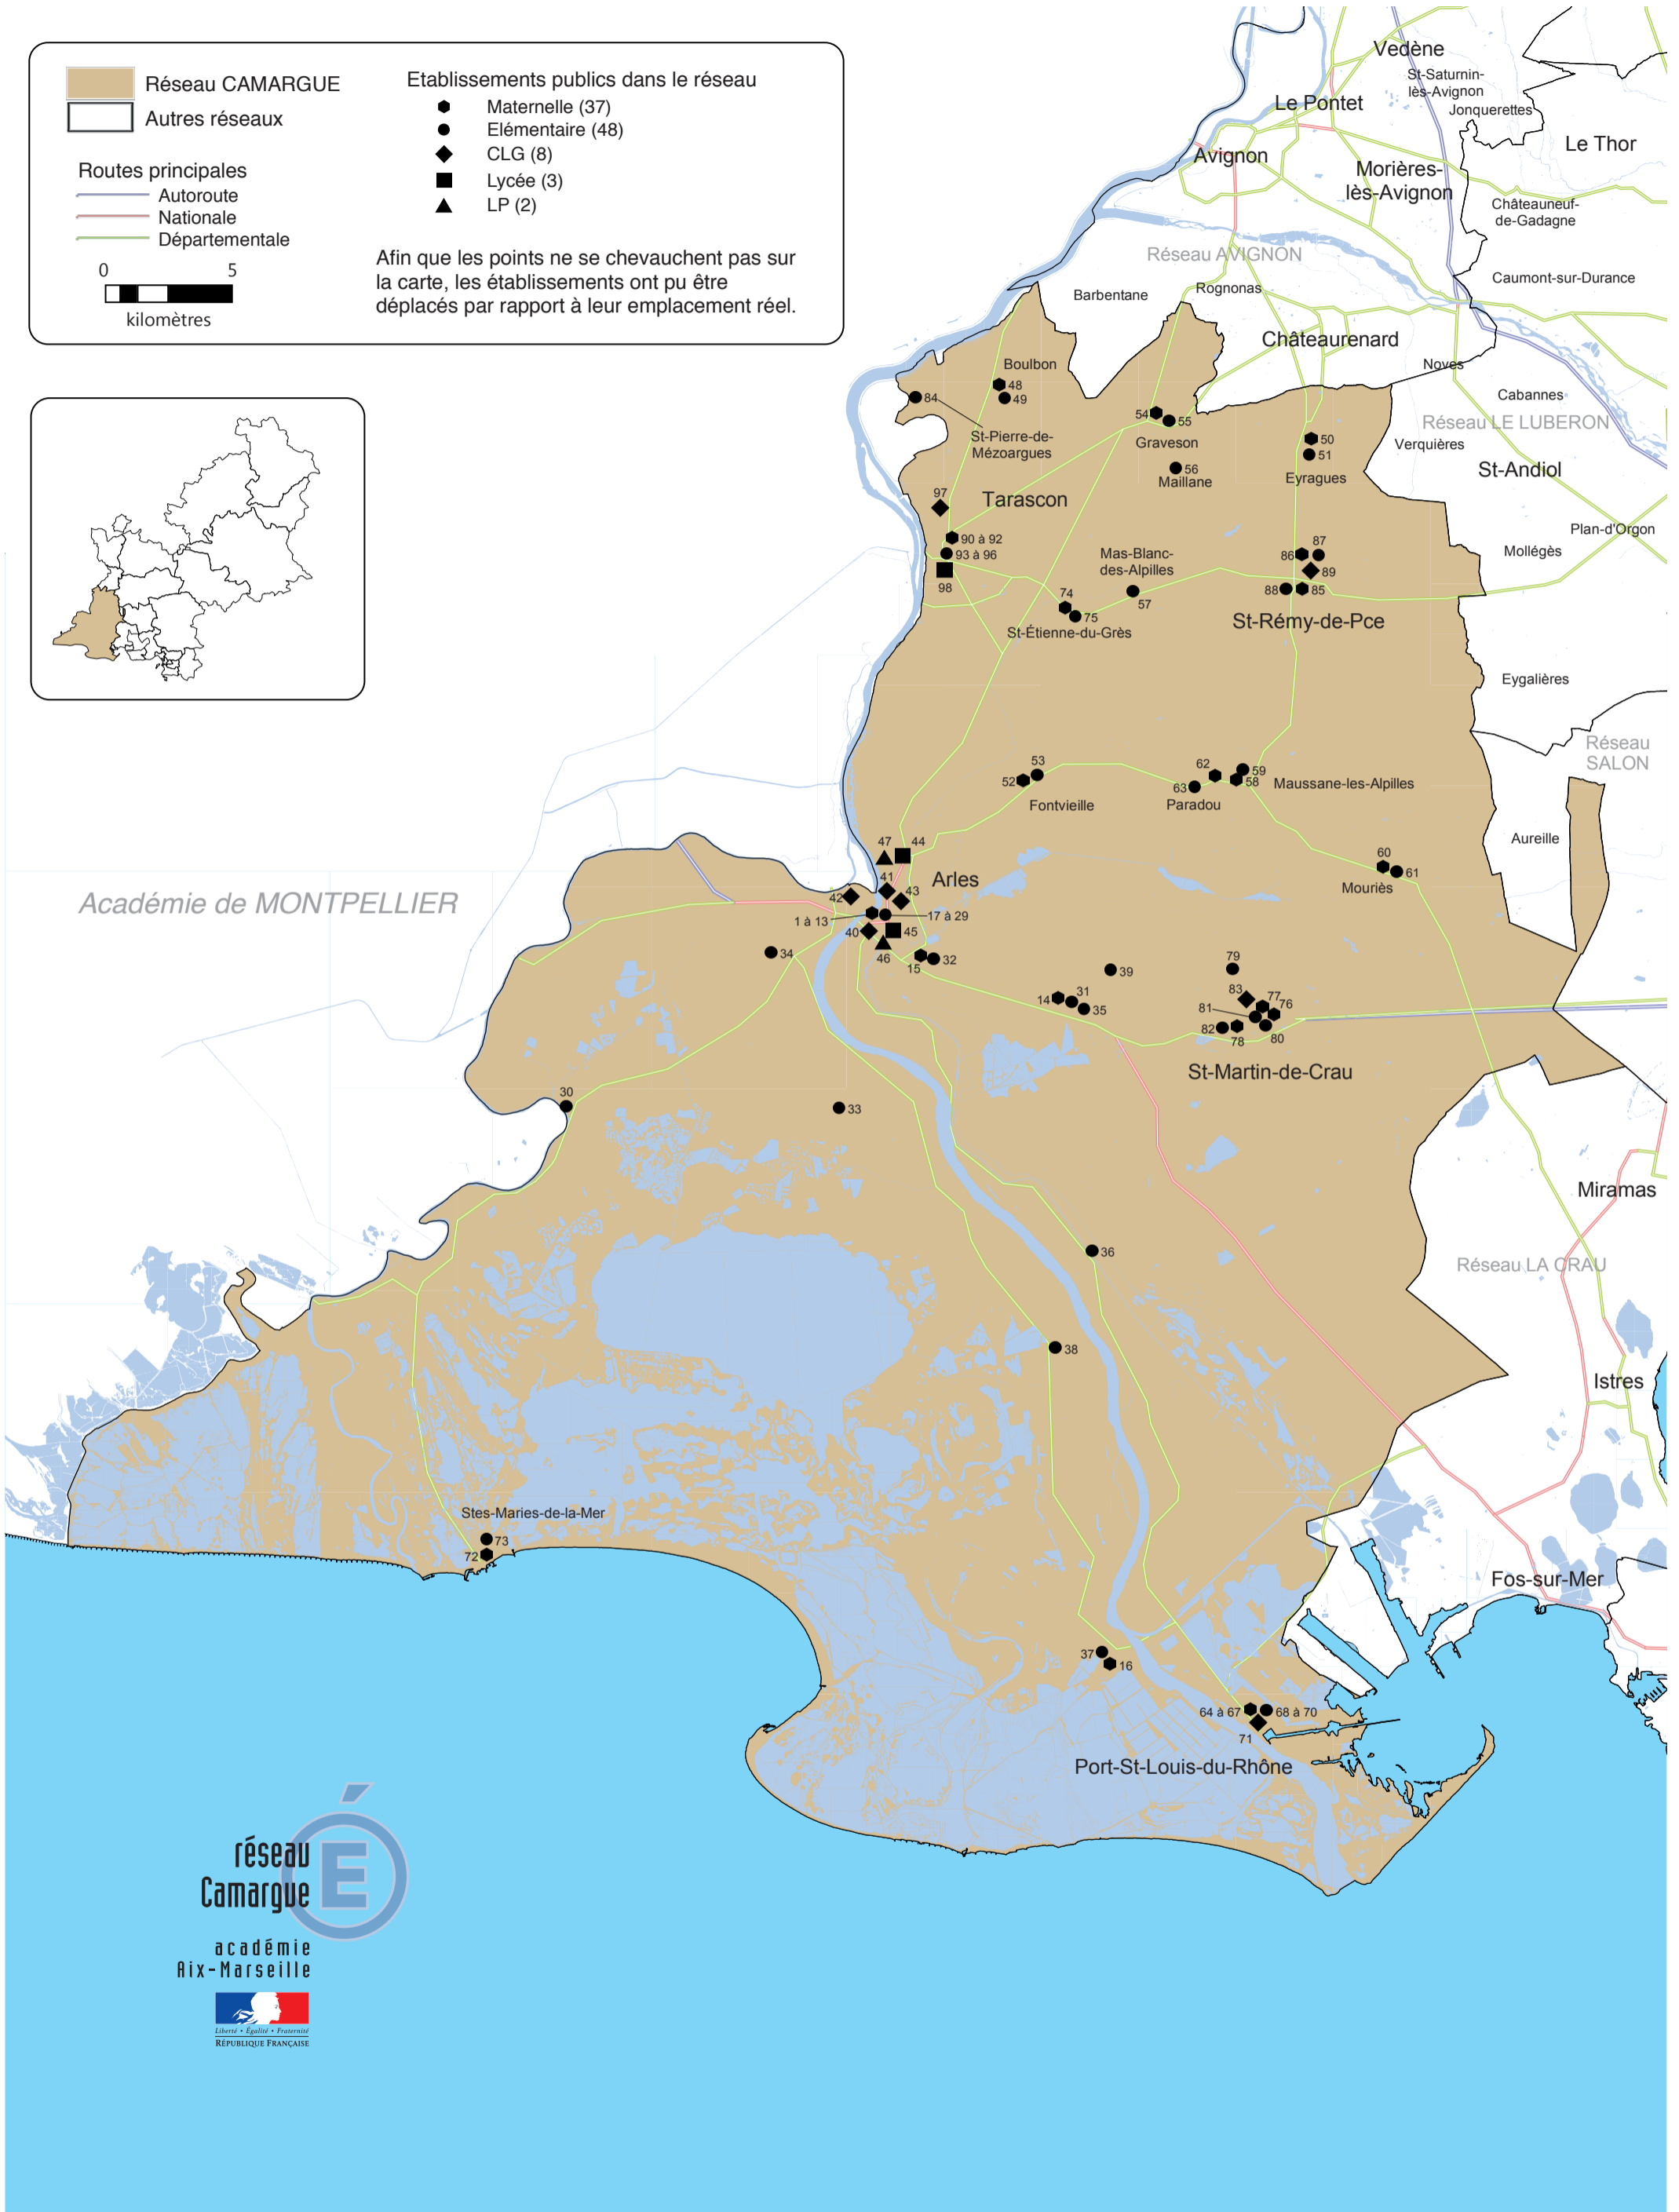 Réseau CAMARGUE
Autres réseaux
Routes principales
Autoroute
Nationale
Départementale
0 5
kilomètres
Etablissements publics dans le réseau
Maternelle (37)
Elémentaire (48)
CLG (8)
Lycée (3)
LP (2)
Afin que les points ne se chevauchent pas sur
la carte, les établissements ont pu être
déplacés par rapport à leur emplacement réel.
Vedène
St-Saturnin-
lès-Avignon
Jonquerettes
Le Pontet
Le Thor
Avignon
Morières-
lès-Avignon
Châteauneuf-
de-Gadagne
Réseau AVIGNON
Caumont-sur-Durance
Rognonas
Barbentane
Châteaurenard
Noves
Boulbon
48
49
84
St-Pierre-de-
Mézoargues
54
55
Graveson
56
Maillane
50
51
Eyragues
Cabannes
Réseau LE LUBERON
Verquières
St-Andiol
Plan-d'Orgon
Mollégès
97
Tarascon
90 à 92
93 à 96
98
Mas-Blanc-
des-Alpilles
57
74
75
St-Étienne-du-Grès
87
86
89
88
85
St-Rémy-de-Pce
Eygalières
Réseau
SALON
53
52
Fontvieille
62
59
58
63
Paradou
Maussane-les-Alpilles
Aureille
60
61
Mouriès
47
44
Arles
41
43
42
1 à 13
17 à 29
40
45
46
15
32
34
Académie de MONTPELLIER
39
14
31
35
79
83
77
76
81
82
78
80
St-Martin-de-Crau
30
33
Miramas
36
Réseau LA CRAU
38
Istres
Stes-Maries-de-la-Mer
73
72
Fos-sur-Mer
37
16
64 à 67
68 à 70
71
Port-St-Louis-du-Rhône
É
réseau
Camargue
académie
Aix-Marseille
Liberté • Égalité • Fraternité
RÉPUBLIQUE FRANÇAISE